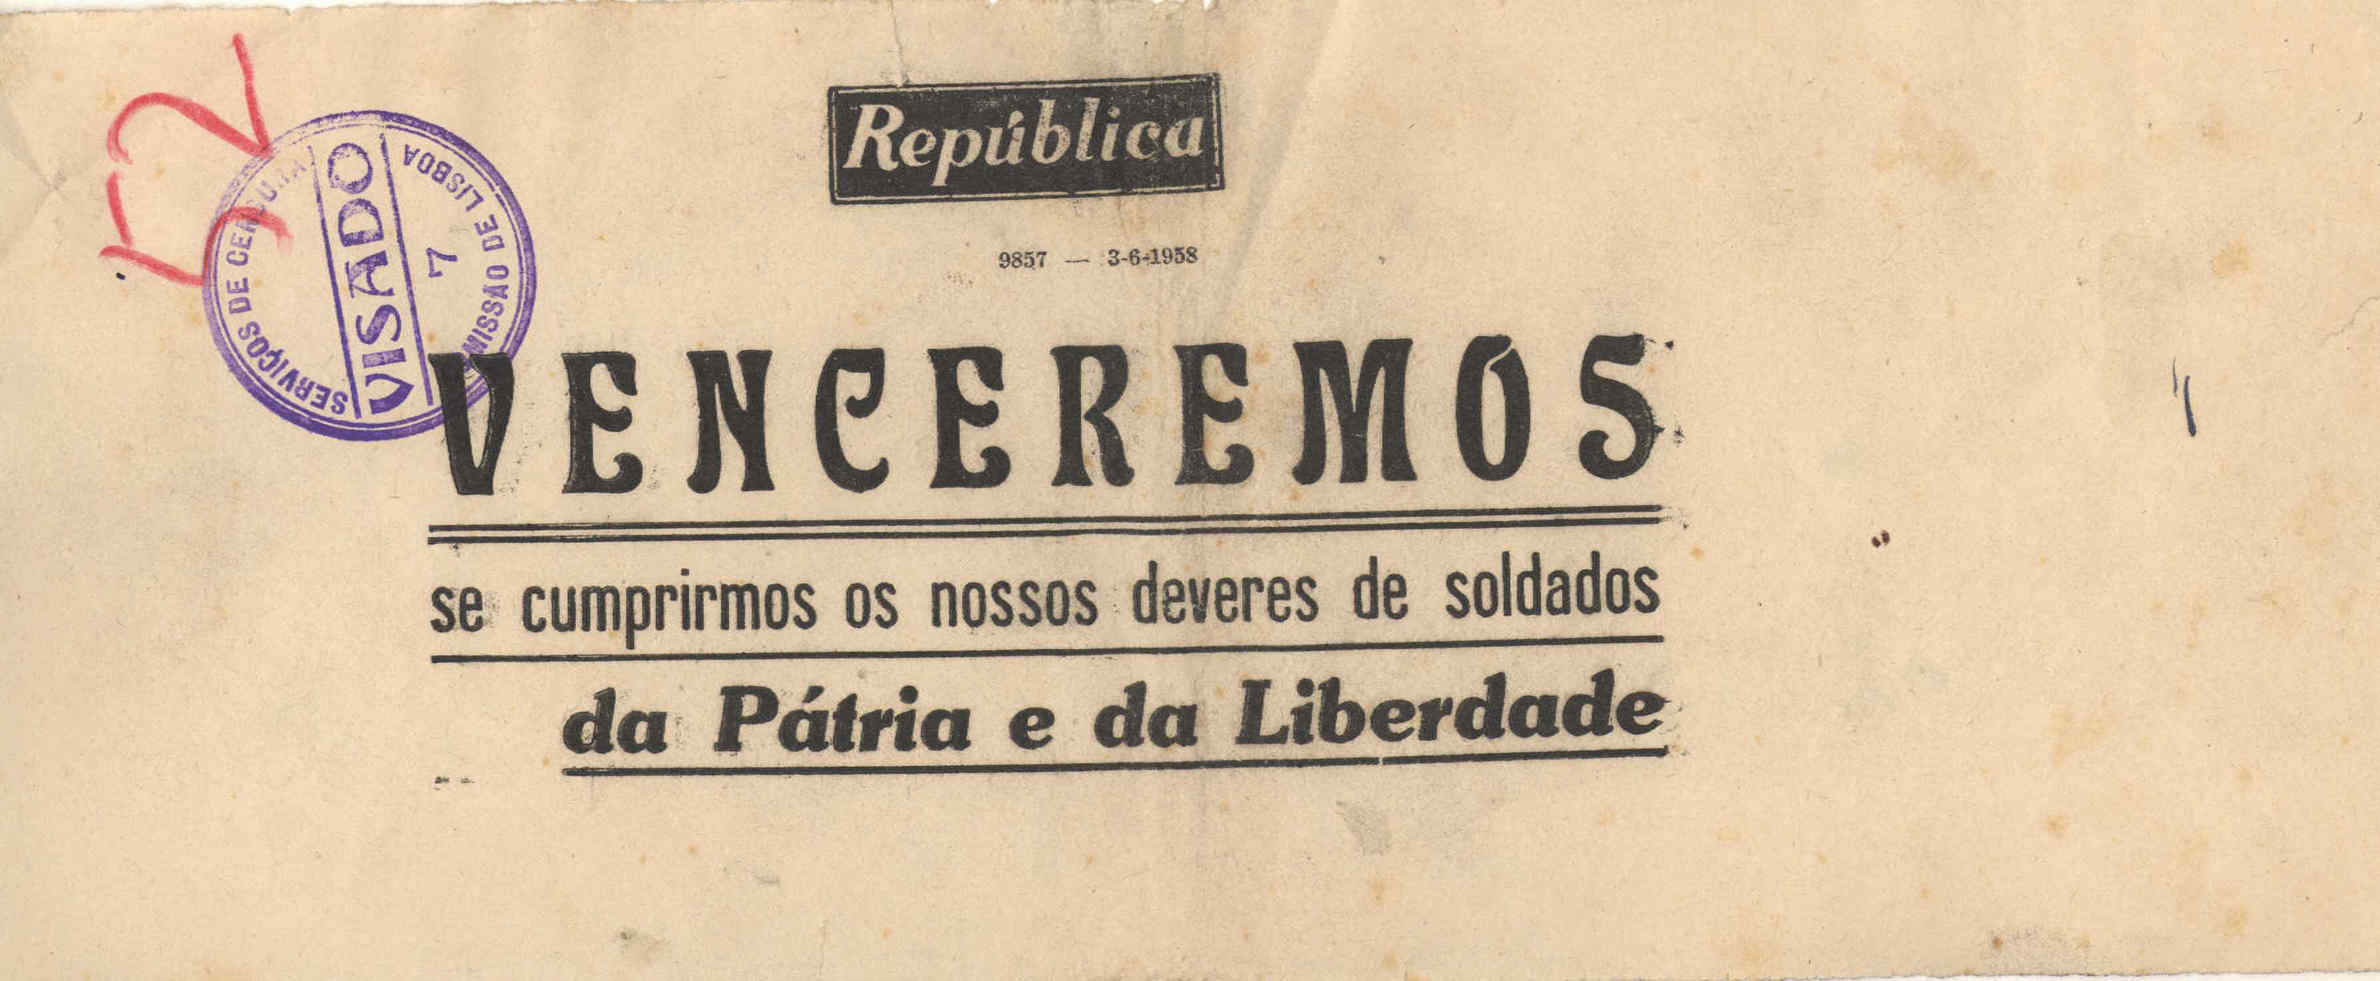 52
República
SERVIÇOS DE CENSURA
VISADO
7
COMISSÃO DE LISBOA
9857 — 3-6-1958
VENCEREMOS
se cumprirmos os nossos deveres de soldados
da Pátria e da Liberdade